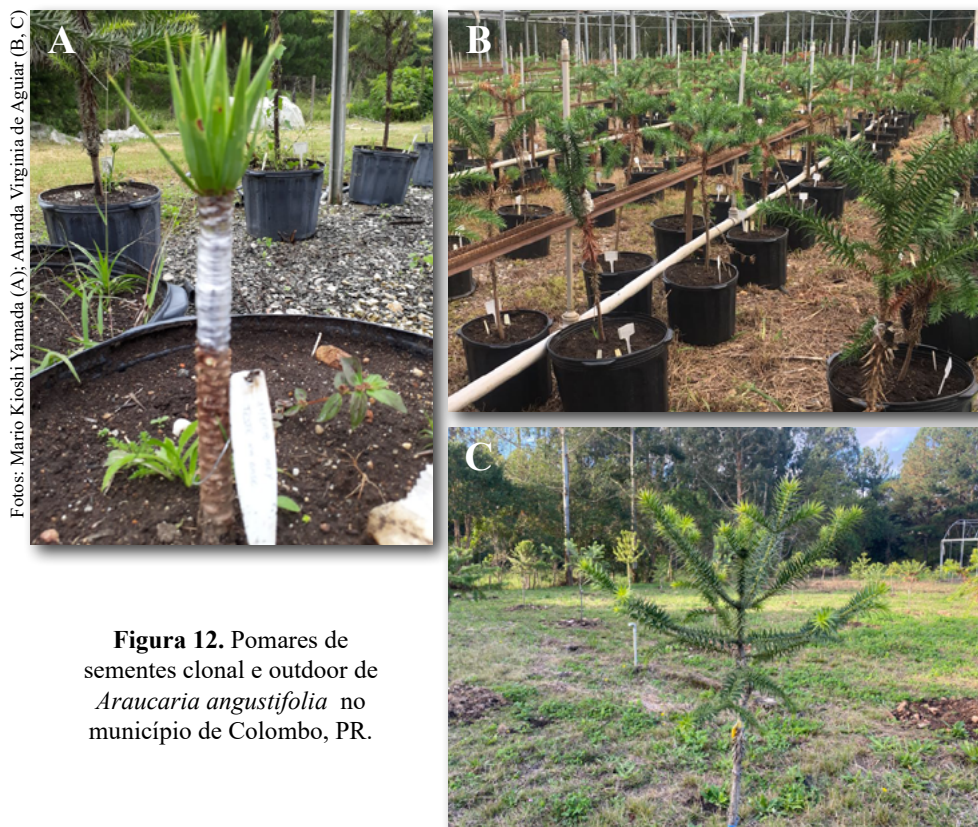 Fotos: Mario Kioshi Yamada (A); Ananda Virginia de Aguiar (B, C)
A
B
C
Figura 12. Pomares de
sementes clonal e outdoor de
Araucaria angustifolia no
município de Colombo, PR.